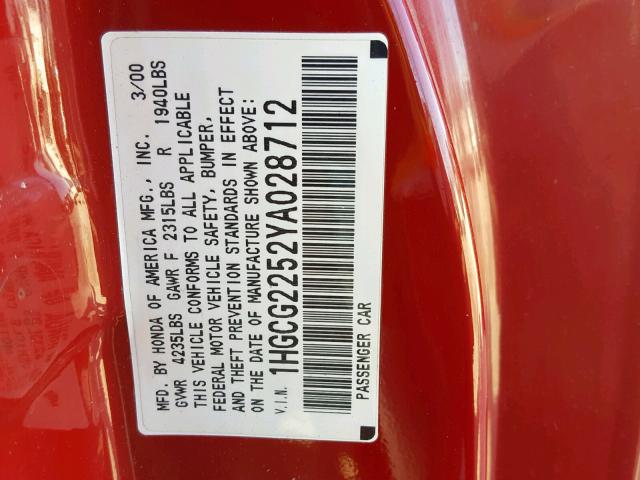 MFD. BY HONDA OF AMERICA MFG., INC. 3/00
GVWR 4235LBS GAWR F 2315LBS R 1940LBS
THIS VEHICLE CONFORMS TO ALL APPLICABLE
FEDERAL MOTOR VEHICLE SAFETY, BUMPER,
AND THEFT PREVENTION STANDARDS IN EFFECT
ON THE DATE OF MANUFACTURE SHOWN ABOVE:
V.I.N. 1HGCG2252YA028712
PASSENGER CAR